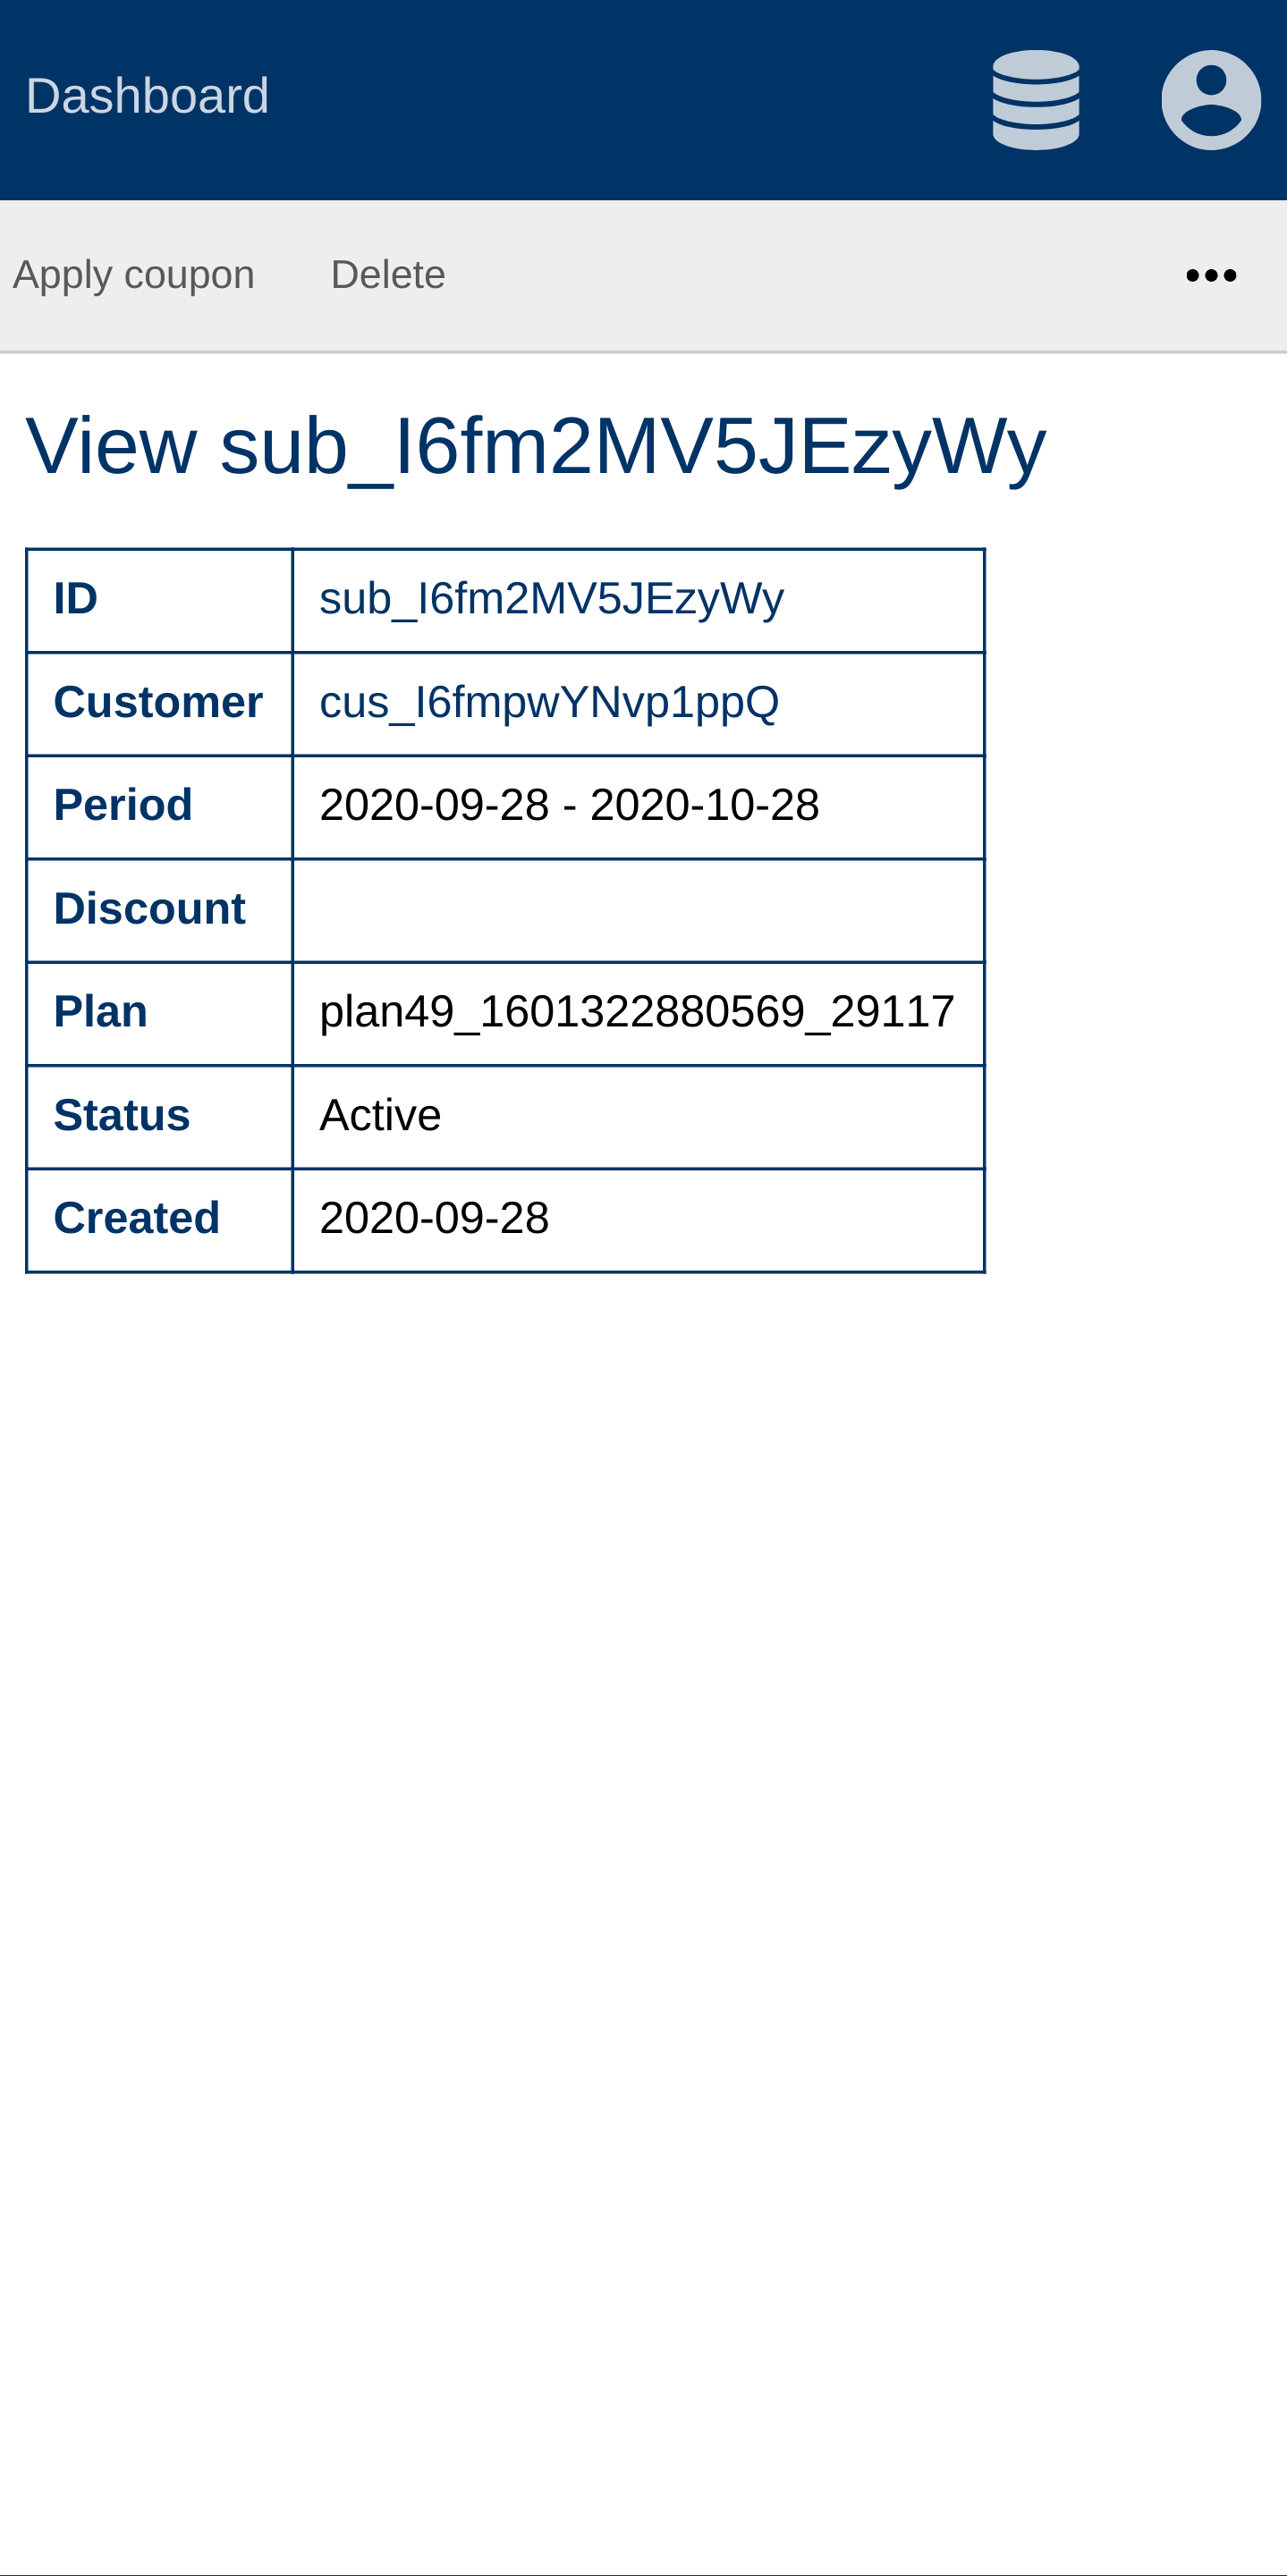 Dashboard
Apply coupon Delete •••
View sub_I6fm2MV5JEzyWy
ID sub_I6fm2MV5JEzyWy
Customer cus_I6fmpwYNvp1ppQ
Period 2020-09-28 - 2020-10-28
Discount
Plan plan49_1601322880569_29117
Status Active
Created 2020-09-28